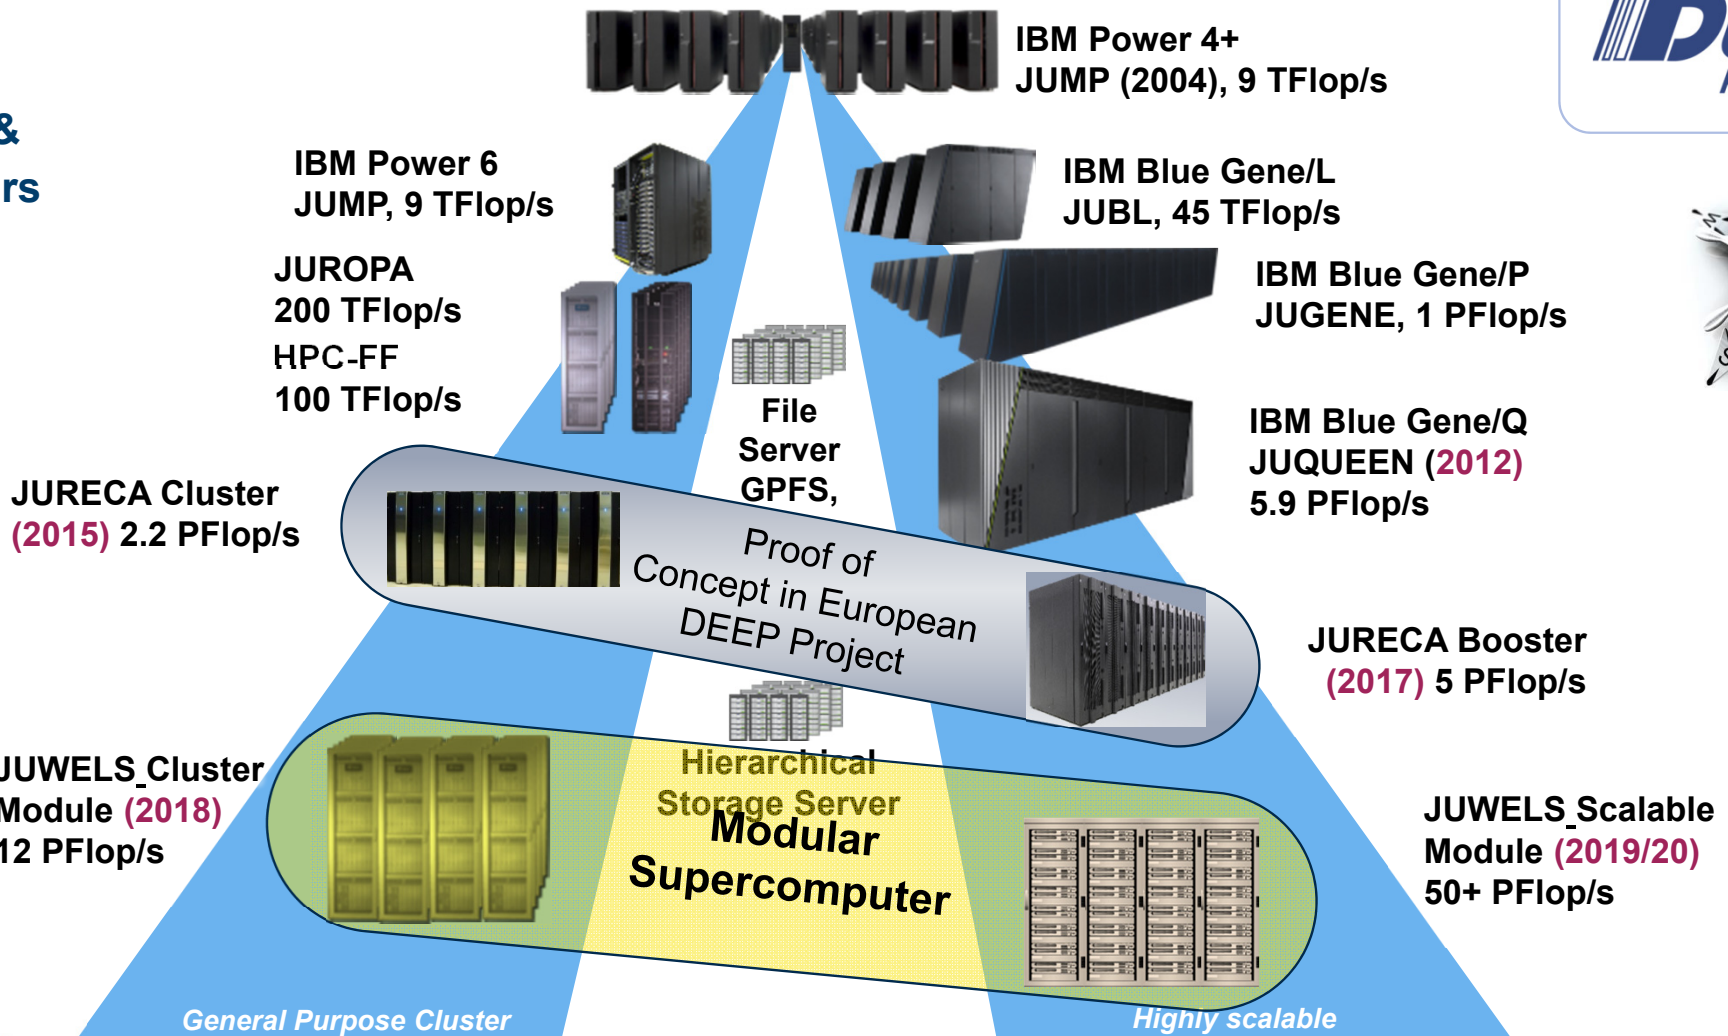 IBM Power 4+
JUMP (2004), 9 TFlop/s
&
IBM Power 6
JUMP, 9 TFlop/s
IBM Blue Gene/L
JUBL, 45 TFlop/s
JUROPA
200 TFlop/s
HPC-FF
100 TFlop/s
IBM Blue Gene/P
JUGENE, 1 PFlop/s
File
Server
GPFS,
IBM Blue Gene/Q
JUQUEEN (2012)
5.9 PFlop/s
JURECA Cluster
(2015) 2.2 PFlop/s
Proof of
Concept in European
DEEP Project
JURECA Booster
(2017) 5 PFlop/s
Hierarchical
Storage Server
JUWELS Cluster
Module (2018)
12 PFlop/s
Modular
Supercomputer
JUWELS Scalable
Module (2019/20)
50+ PFlop/s
General Purpose Cluster
Highly scalable